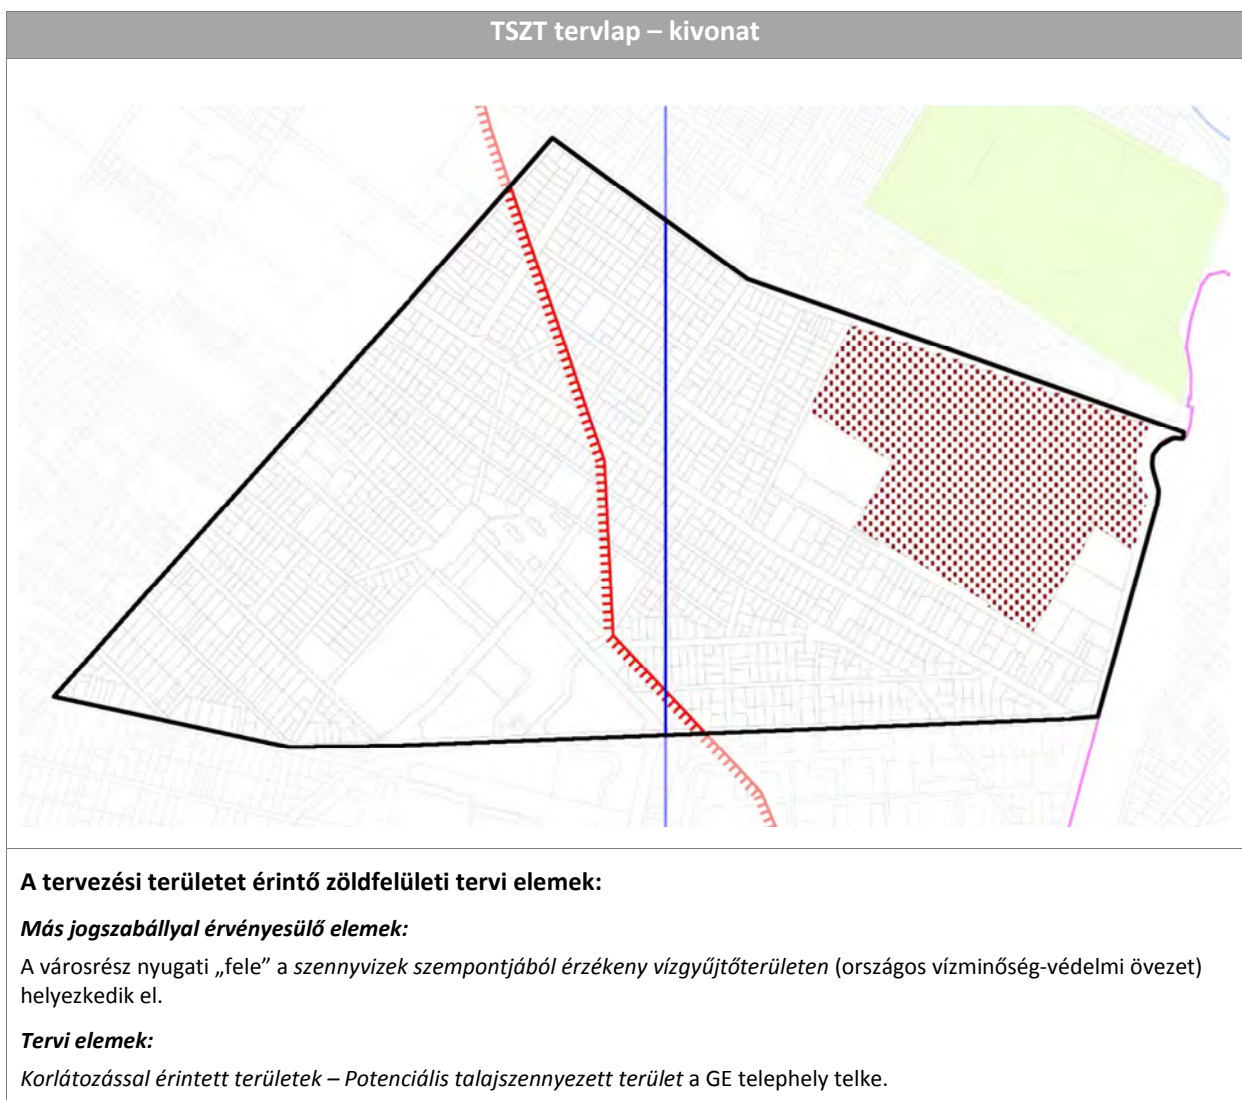 TSZT tervlap – kivonat
A tervezési területet érintő zöldfelületi tervi elemek:
Más jogszabállyal érvényesülő elemek:
A városrész nyugati „fele” a szennyvizek szempontjából érzékeny vízgyűjtőterületen (országos vízminőség-védelmi övezet)
helyezkedik el.
Tervi elemek:
Korlátozással érintett területek – Potenciális talajszennyezett terület a GE telephely telke.